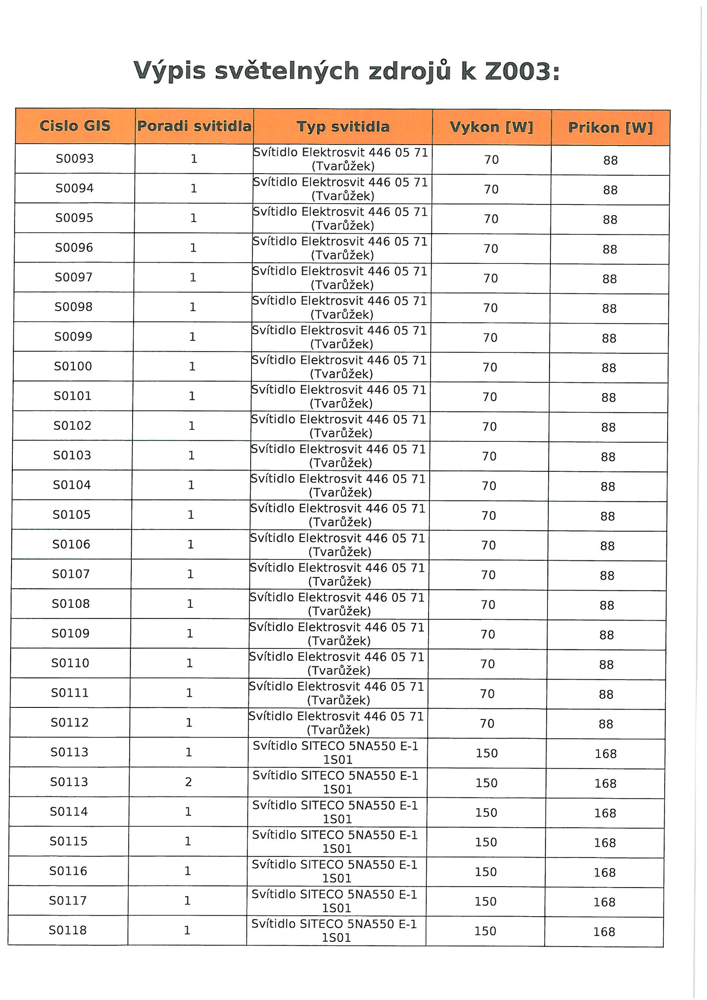 Výpis světelných zdrojů k Z003:
Cislo GIS Poradi svitidla Typ svitidla Vykon [W] Prikon [W]
S0093 1 Svítidlo Elektrosvit 446 05 71 70 88
(Tvarůžek)
S0094 1 Svítidlo Elektrosvit 446 05 71 70 88
(Tvarůžek)
S0095 1 Svítidlo Elektrosvit 446 05 71 70 88
(Tvarůžek)
S0096 1 Svítidlo Elektrosvit 446 05 71 70 88
(Tvarůžek)
S0097 1 Svítidlo Elektrosvit 446 05 71 70 88
(Tvarůžek)
S0098 1 Svítidlo Elektrosvit 446 05 71 70 88
(Tvarůžek)
S0099 1 Svítidlo Elektrosvit 446 05 71 70 88
(Tvarůžek)
S0100 1 Svítidlo Elektrosvit 446 05 71 70 88
(Tvarůžek)
S0101 1 Svítidlo Elektrosvit 446 05 71 70 88
(Tvarůžek)
S0102 1 Svítidlo Elektrosvit 446 05 71 70 88
(Tvarůžek)
S0103 1 Svítidlo Elektrosvit 446 05 71 70 88
(Tvarůžek)
S0104 1 Svítidlo Elektrosvit 446 05 71 70 88
(Tvarůžek)
S0105 1 Svítidlo Elektrosvit 446 05 71 70 88
(Tvarůžek)
S0106 1 Svítidlo Elektrosvit 446 05 71 70 88
(Tvarůžek)
S0107 1 Svítidlo Elektrosvit 446 05 71 70 88
(Tvarůžek)
S0108 1 Svítidlo Elektrosvit 446 05 71 70 88
(Tvarůžek)
S0109 1 Svítidlo Elektrosvit 446 05 71 70 88
(Tvarůžek)
S0110 1 Svítidlo Elektrosvit 446 05 71 70 88
(Tvarůžek)
S0111 1 Svítidlo Elektrosvit 446 05 71 70 88
(Tvarůžek)
S0112 1 Svítidlo Elektrosvit 446 05 71 70 88
(Tvarůžek)
S0113 1 Svítidlo SITECO 5NA550 E-1 150 168
1S01
S0113 2 Svítidlo SITECO 5NA550 E-1 150 168
1S01
S0114 1 Svítidlo SITECO 5NA550 E-1 150 168
1S01
S0115 1 Svítidlo SITECO 5NA550 E-1 150 168
1S01
S0116 1 Svítidlo SITECO 5NA550 E-1 150 168
1S01
S0117 1 Svítidlo SITECO 5NA550 E-1 150 168
1S01
S0118 1 Svítidlo SITECO 5NA550 E-1 150 168
1S01